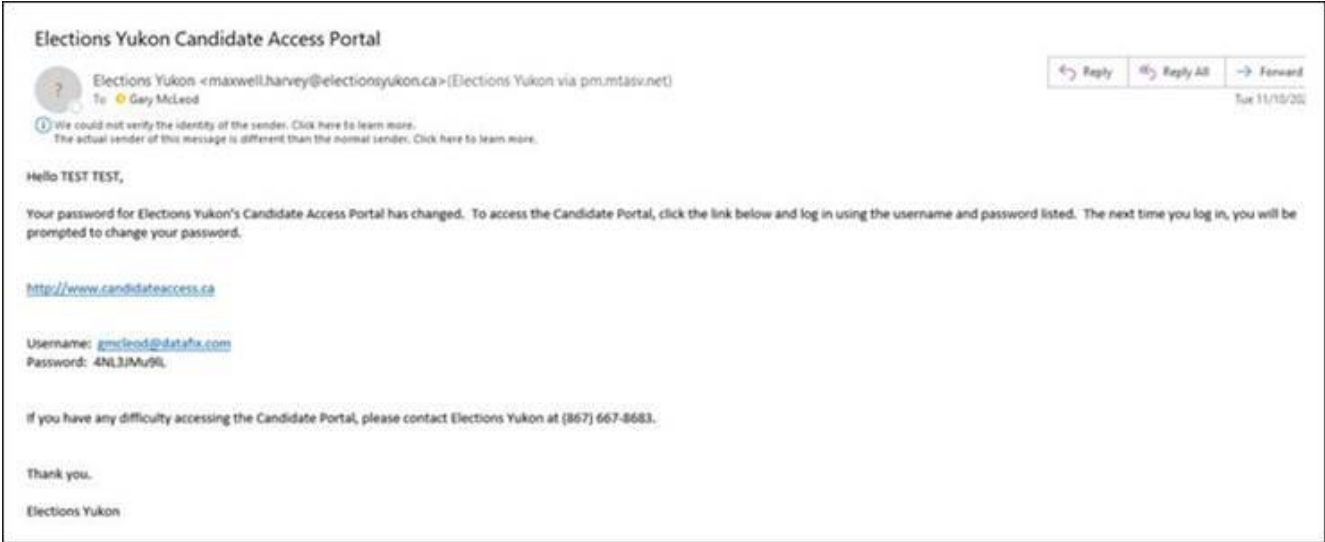 Elections Yukon Candidate Access Portal
?
Elections Yukon <maxwell.harvey@electionsyukon.ca>(Elections Yukon via pm.mtasv.net)
To Gary McLeod
Reply Reply All Forward
Tue 11/10/202
We could not verify the identity of the sender. Click here to learn more.
The actual sender of this message is different than the normal sender. Click here to learn more.
Hello TEST TEST,
Your password for Elections Yukon's Candidate Access Portal has changed. To access the Candidate Portal, click the link below and log in using the username and password listed. The next time you log in, you will be
prompted to change your password.
http://www.candidateaccess.ca
Username: gmcleod@datafix.com
Password:
If you have any difficulty accessing the Candidate Portal, please contact Elections Yukon at (867) 667-8683.
Thank you.
Elections Yukon